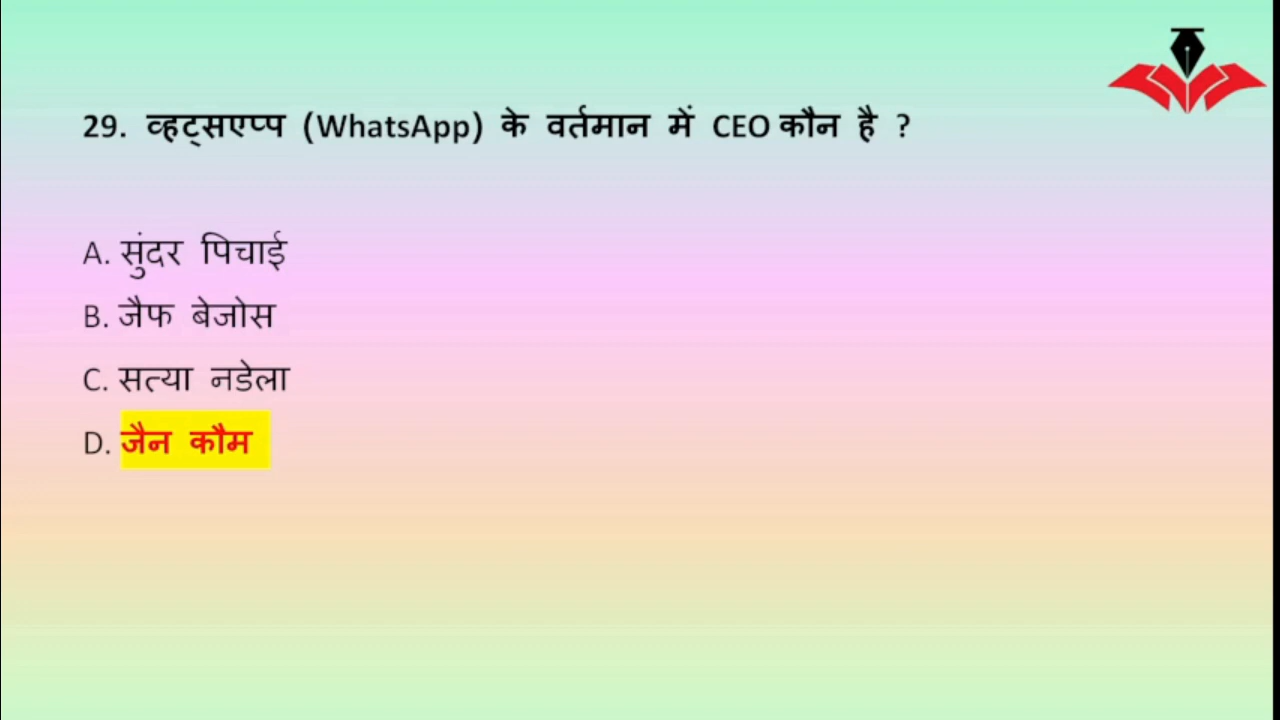 29. व्हट्सएप्प (WhatsApp) के वर्तमान में CEO कौन है ?
A. सुंदर पिचाई
B. जैफ बेजोस
C. सत्या नडेला
D. जैन कौम